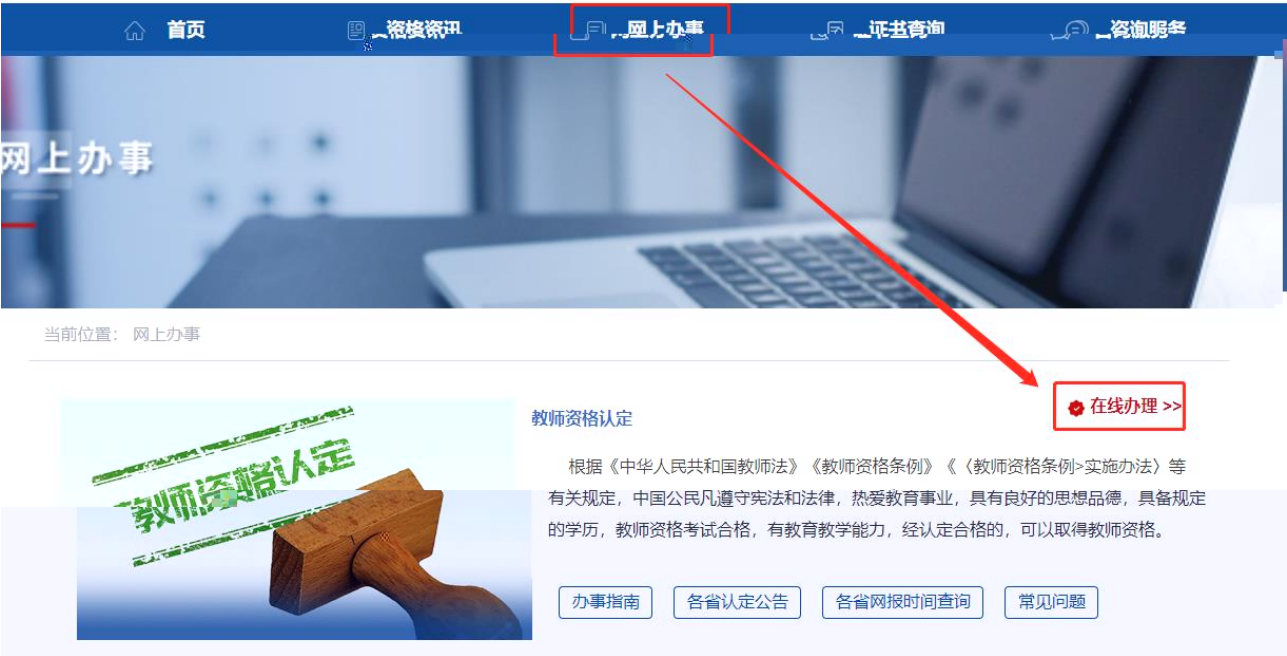 首页 资格资讯 网上办事 证书查询 咨询服务
网上办事
当前位置： 网上办事
教师资格认定
教师资格认定
在线办理 >>
根据《中华人民共和国教师法》《教师资格条例》《〈教师资格条例>实施办法〉等
有关规定，中国公民凡遵守宪法和法律，热爱教育事业，具有良好的思想品德，具备规定
的学历，教师资格考试合格，有教育教学能力，经认定合格的，可以取得教师资格。
办事指南 各省认定公告 各省网报时间查询 常见问题